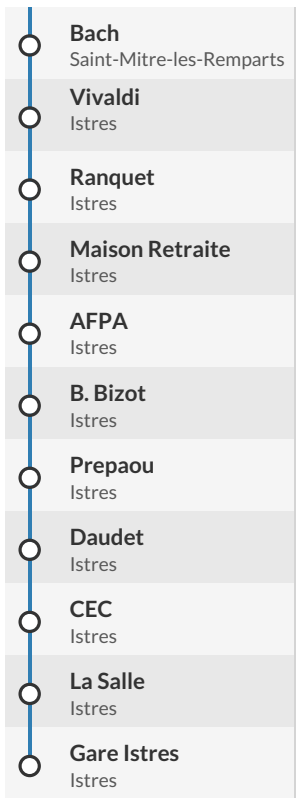 Bach
Saint-Mitre-les-Remparts
Vivaldi
Istres
Ranquet
Istres
Maison Retraite
Istres
AFPA
Istres
B. Bizot
Istres
Prepaou
Istres
Daudet
Istres
CEC
Istres
La Salle
Istres
Gare Istres
Istres